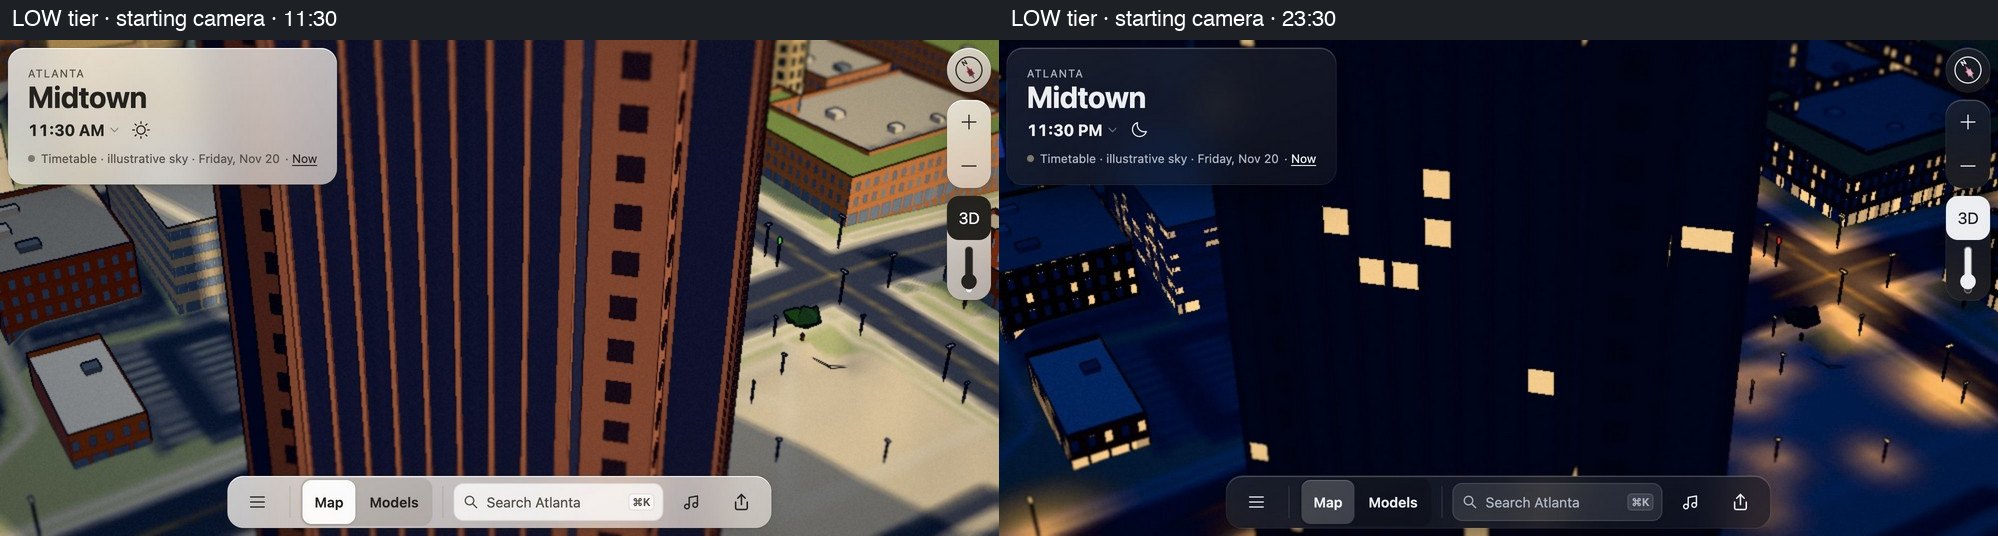 LOW tier · starting camera · 11:30
ATLANTA
Midtown
11:30 AM
Timetable · illustrative sky · Friday, Nov 20 · Now
N
+
−
3D
Map Models Search Atlanta ⌘K
LOW tier · starting camera · 23:30
ATLANTA
Midtown
11:30 PM
Timetable · illustrative sky · Friday, Nov 20 · Now
N
+
−
3D
Map Models Search Atlanta ⌘K